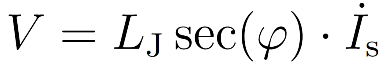 V = L_J sec(φ) · İ_s